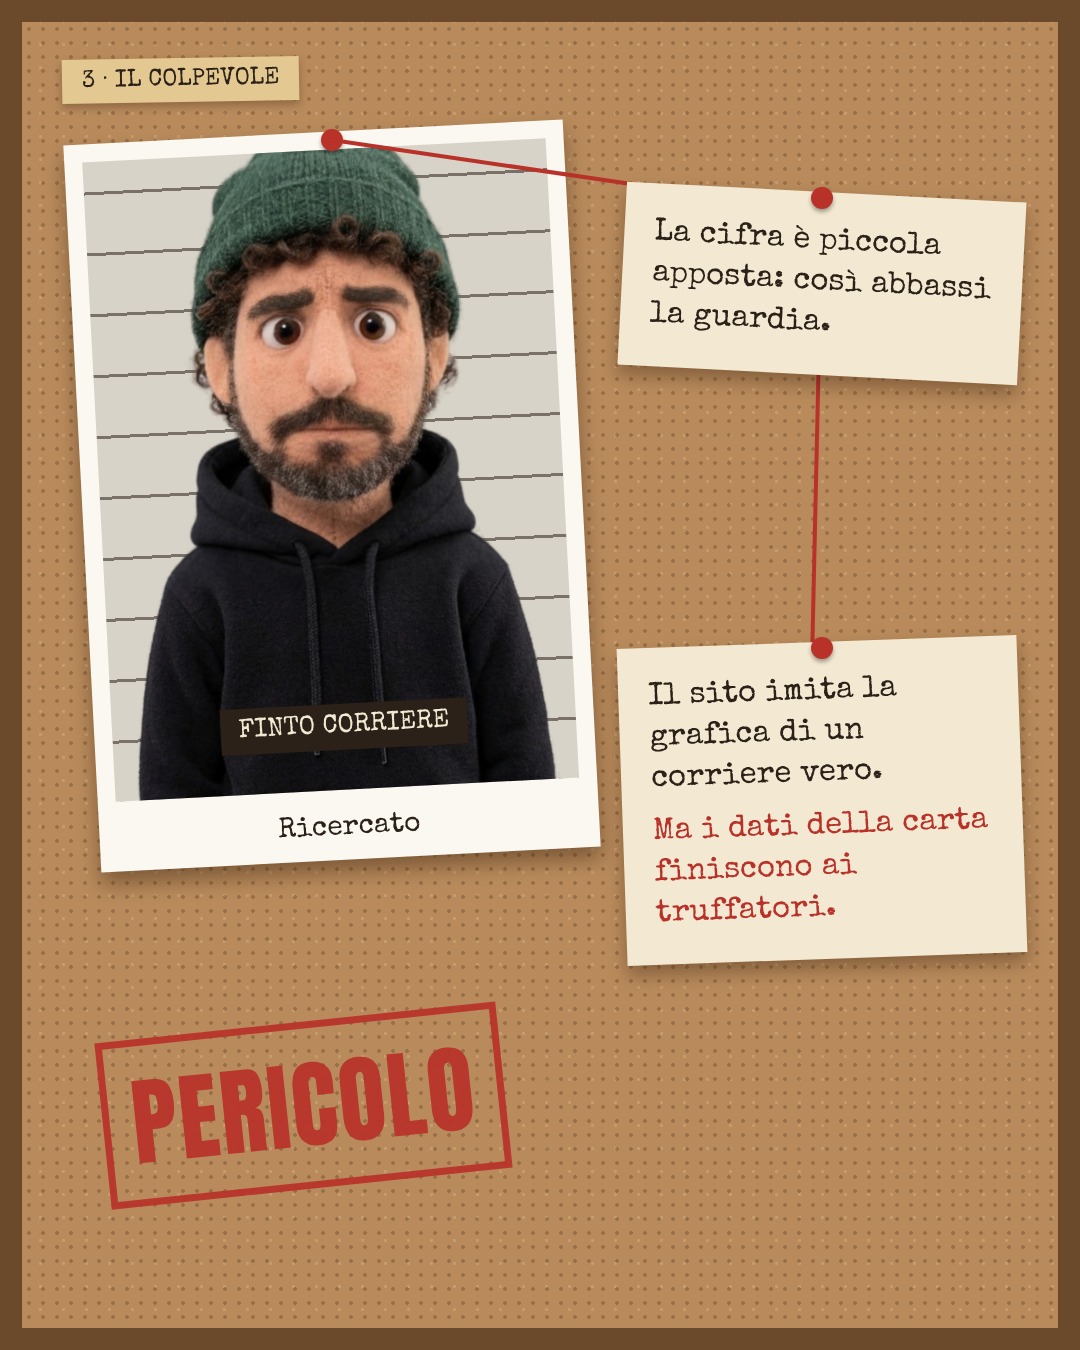 3 · IL COLPEVOLE
La cifra è piccola
apposta: così abbassi
la guardia.
FINTO CORRIERE
Ricercato
Il sito imita la
grafica di un
corriere vero.
Ma i dati della carta
finiscono ai
truffatori.
PERICOLO